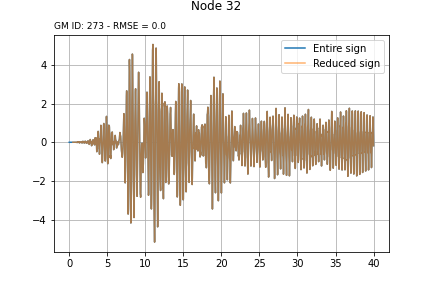 Node 32
GM ID: 273 - RMSE = 0.0
Entire sign
Reduced sign
4
2
0
−2
−4
0 5 10 15 20 25 30 35 40